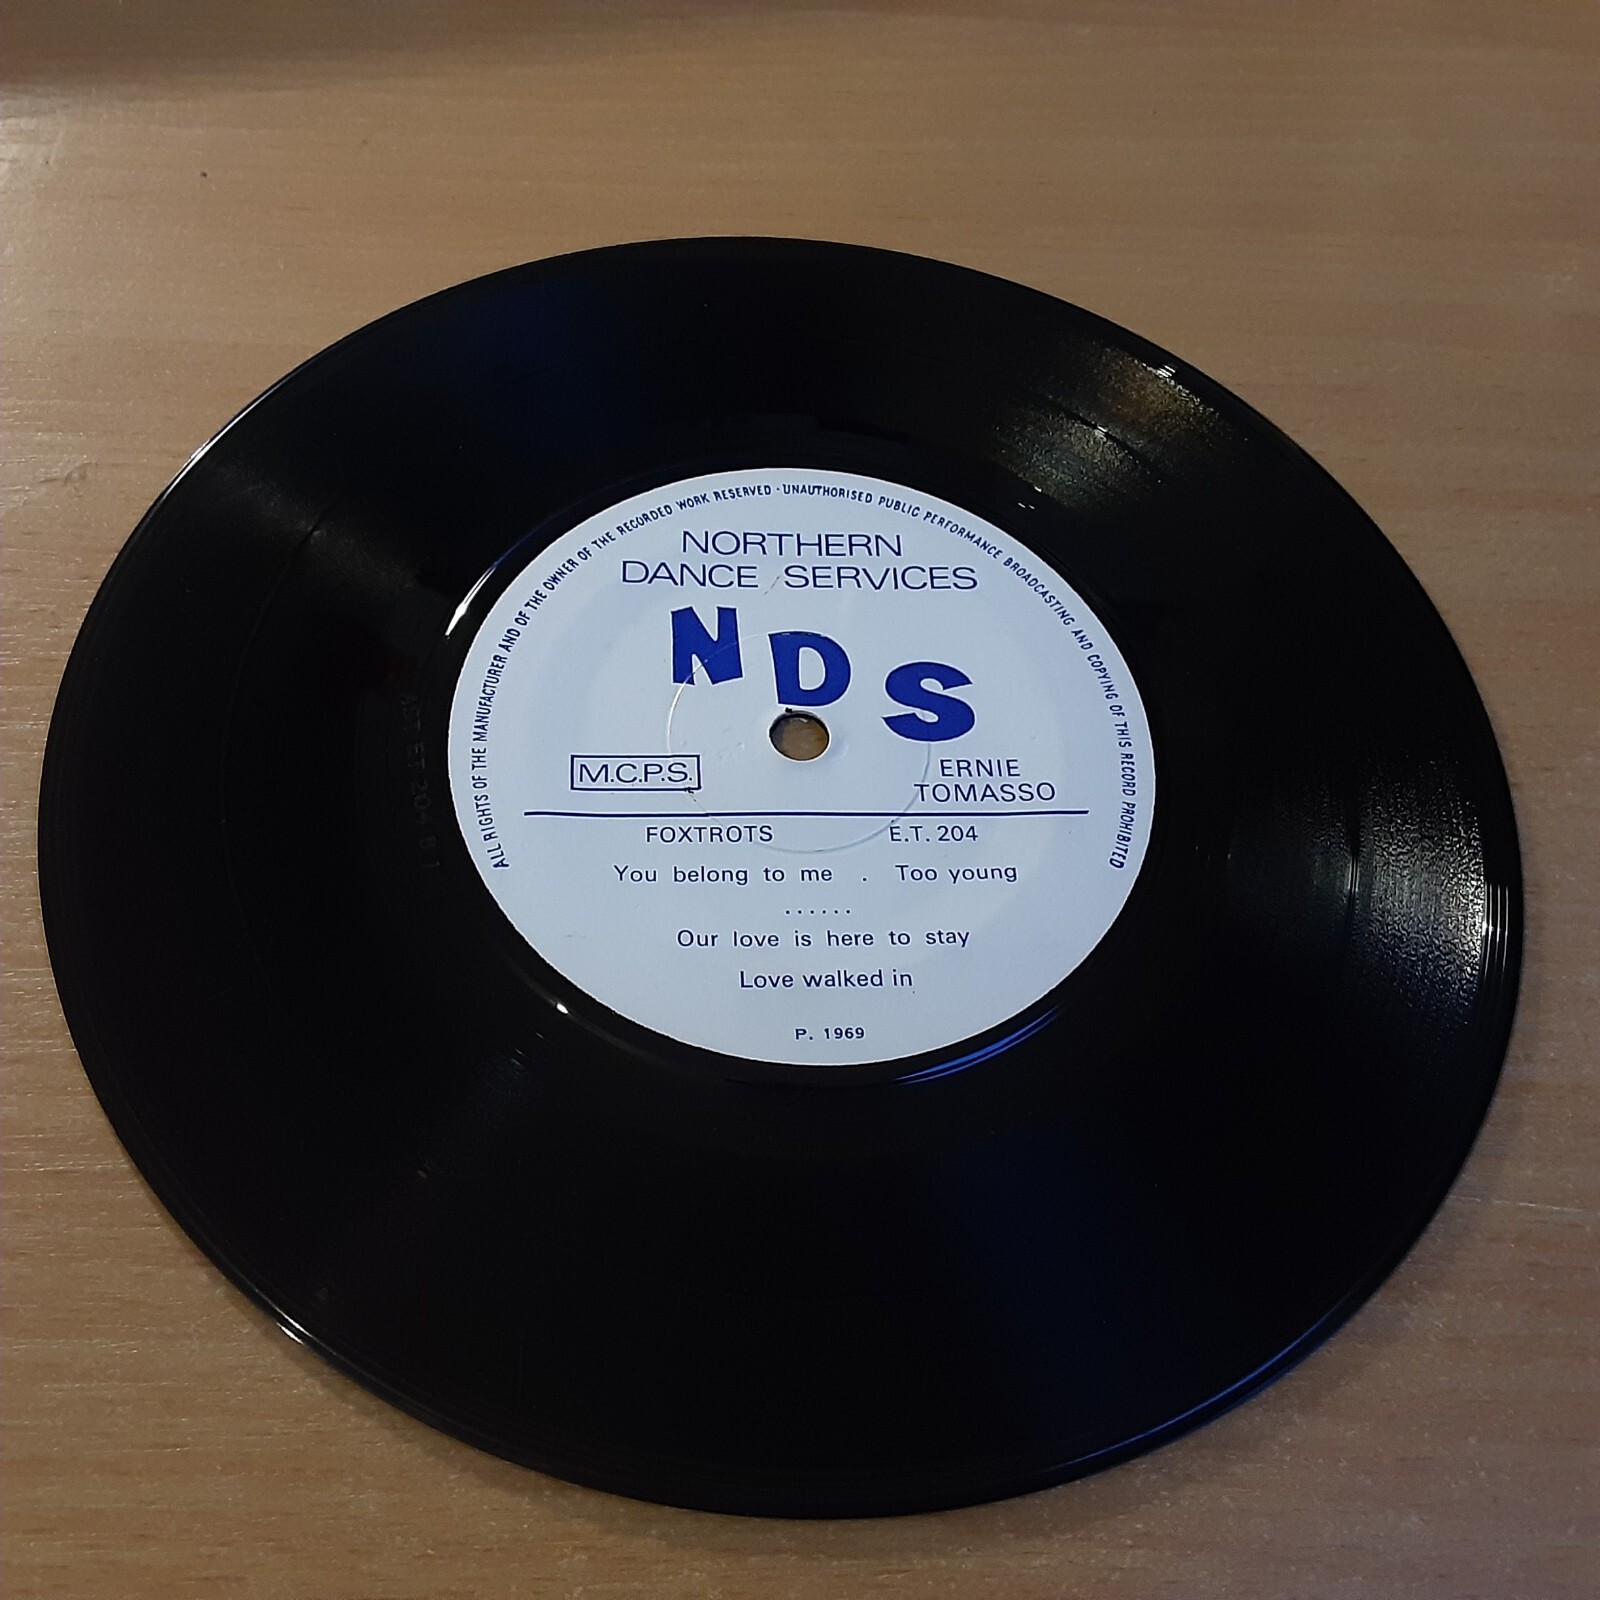 ALL RIGHTS OF THE MANUFACTURER AND OF THE OWNER OF THE RECORDED WORK RESERVED · UNAUTHORISED PUBLIC PERFORMANCE BROADCASTING AND COPYING OF THIS RECORD PROHIBITED
NORTHERN
DANCE SERVICES
NDS
M.C.P.S.
ERNIE
TOMASSO
FOXTROTS E.T. 204
You belong to me . Too young
......
Our love is here to stay
Love walked in
P. 1969